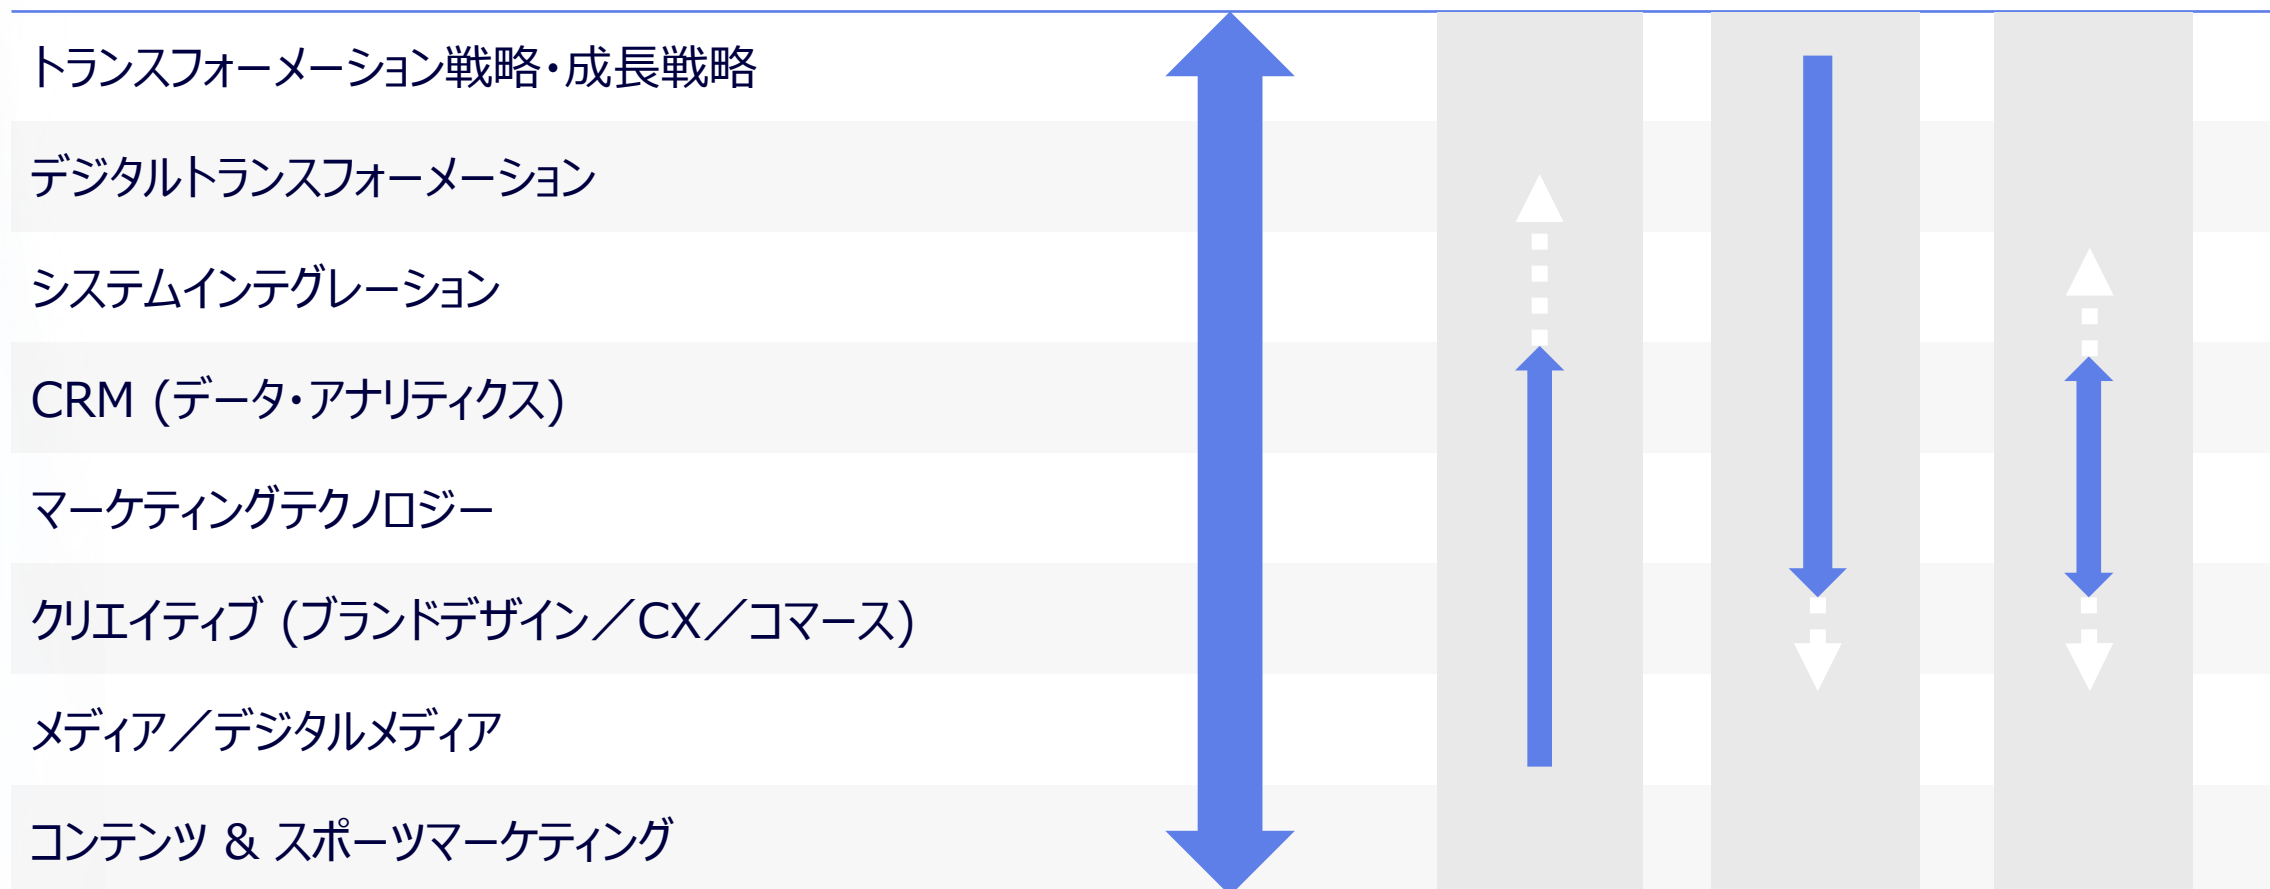 トランスフォーメーション戦略・成長戦略
デジタルトランスフォーメーション
システムインテグレーション
CRM (データ・アナリティクス)
マーケティングテクノロジー
クリエイティブ (ブランドデザイン／CX／コマース)
メディア／デジタルメディア
コンテンツ & スポーツマーケティング